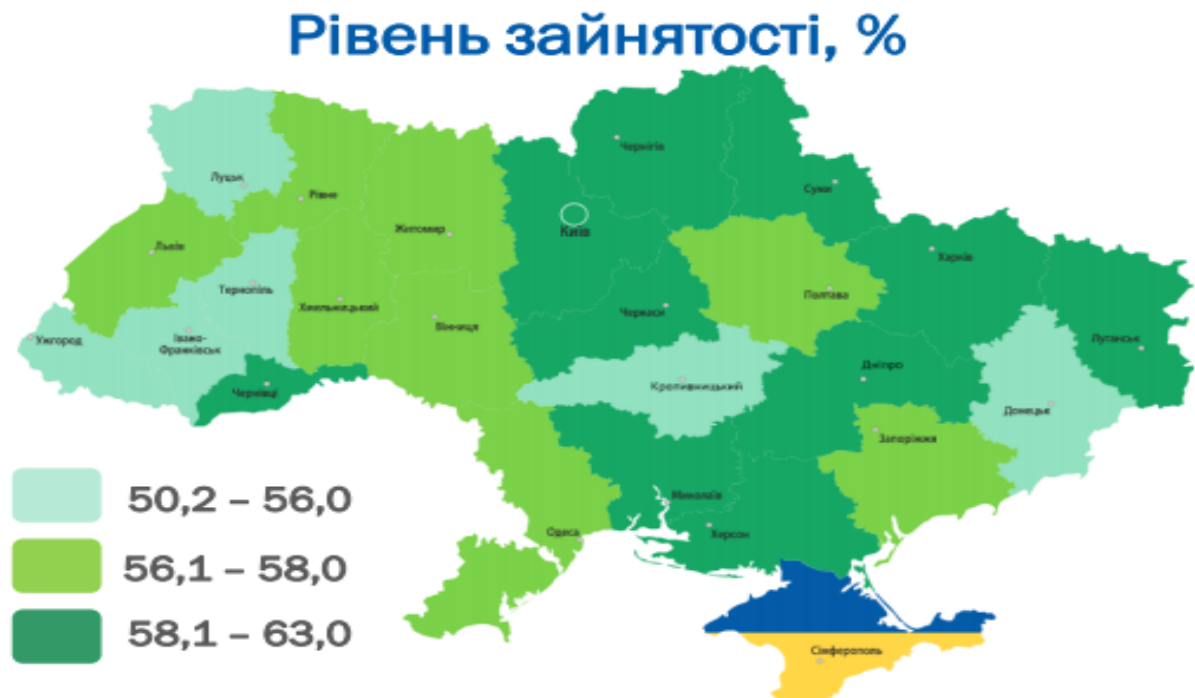 Рівень зайнятості, %
Чернігів
Луцьк
Суми
Рівне
Житомир
Київ
Львів
Харків
Тернопіль
Полтава
Хмельницький
Черкаси
Вінниця
Ужгород
Івано-
Франківськ
Луганськ
Дніпро
Кропивницький
Чернівці
Донецьк
Запоріжжя
50,2 – 56,0
Миколаїв
Одеса
Херсон
56,1 – 58,0
58,1 – 63,0
Сімферополь